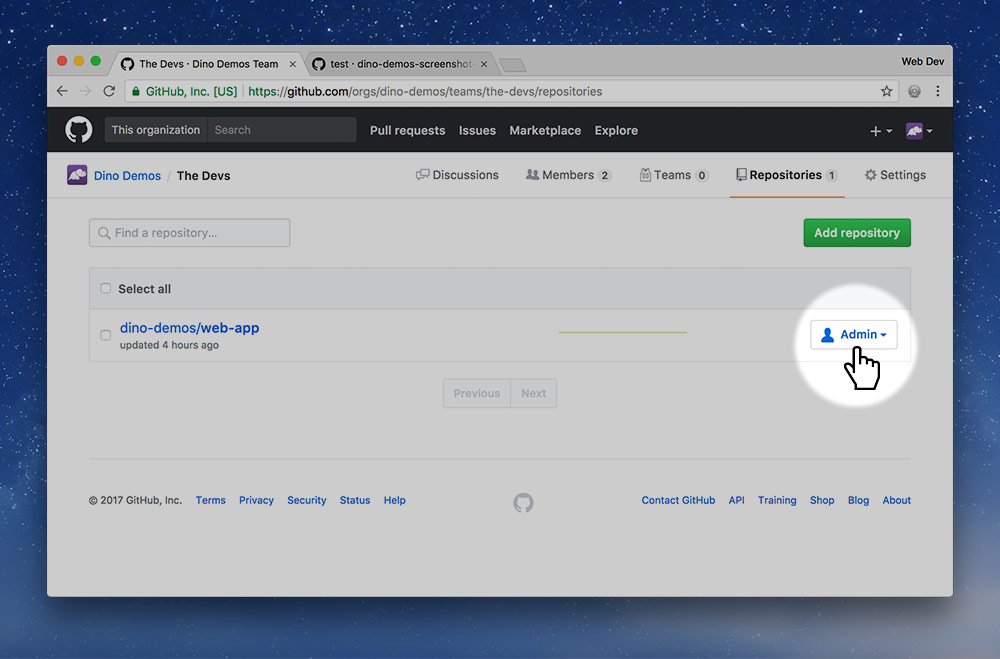 The Devs · Dino Demos Team
test · dino-demos-screenshot-
Web Dev
GitHub, Inc. [US] https://github.com/orgs/dino-demos/teams/the-devs/repositories
This organization Search Pull requests Issues Marketplace Explore
Dino Demos / The Devs Discussions Members 2 Teams 0 Repositories 1 Settings
Find a repository... Add repository
Select all
dino-demos/web-app
updated 4 hours ago
Admin
Previous Next
© 2017 GitHub, Inc. Terms Privacy Security Status Help Contact GitHub API Training Shop Blog About